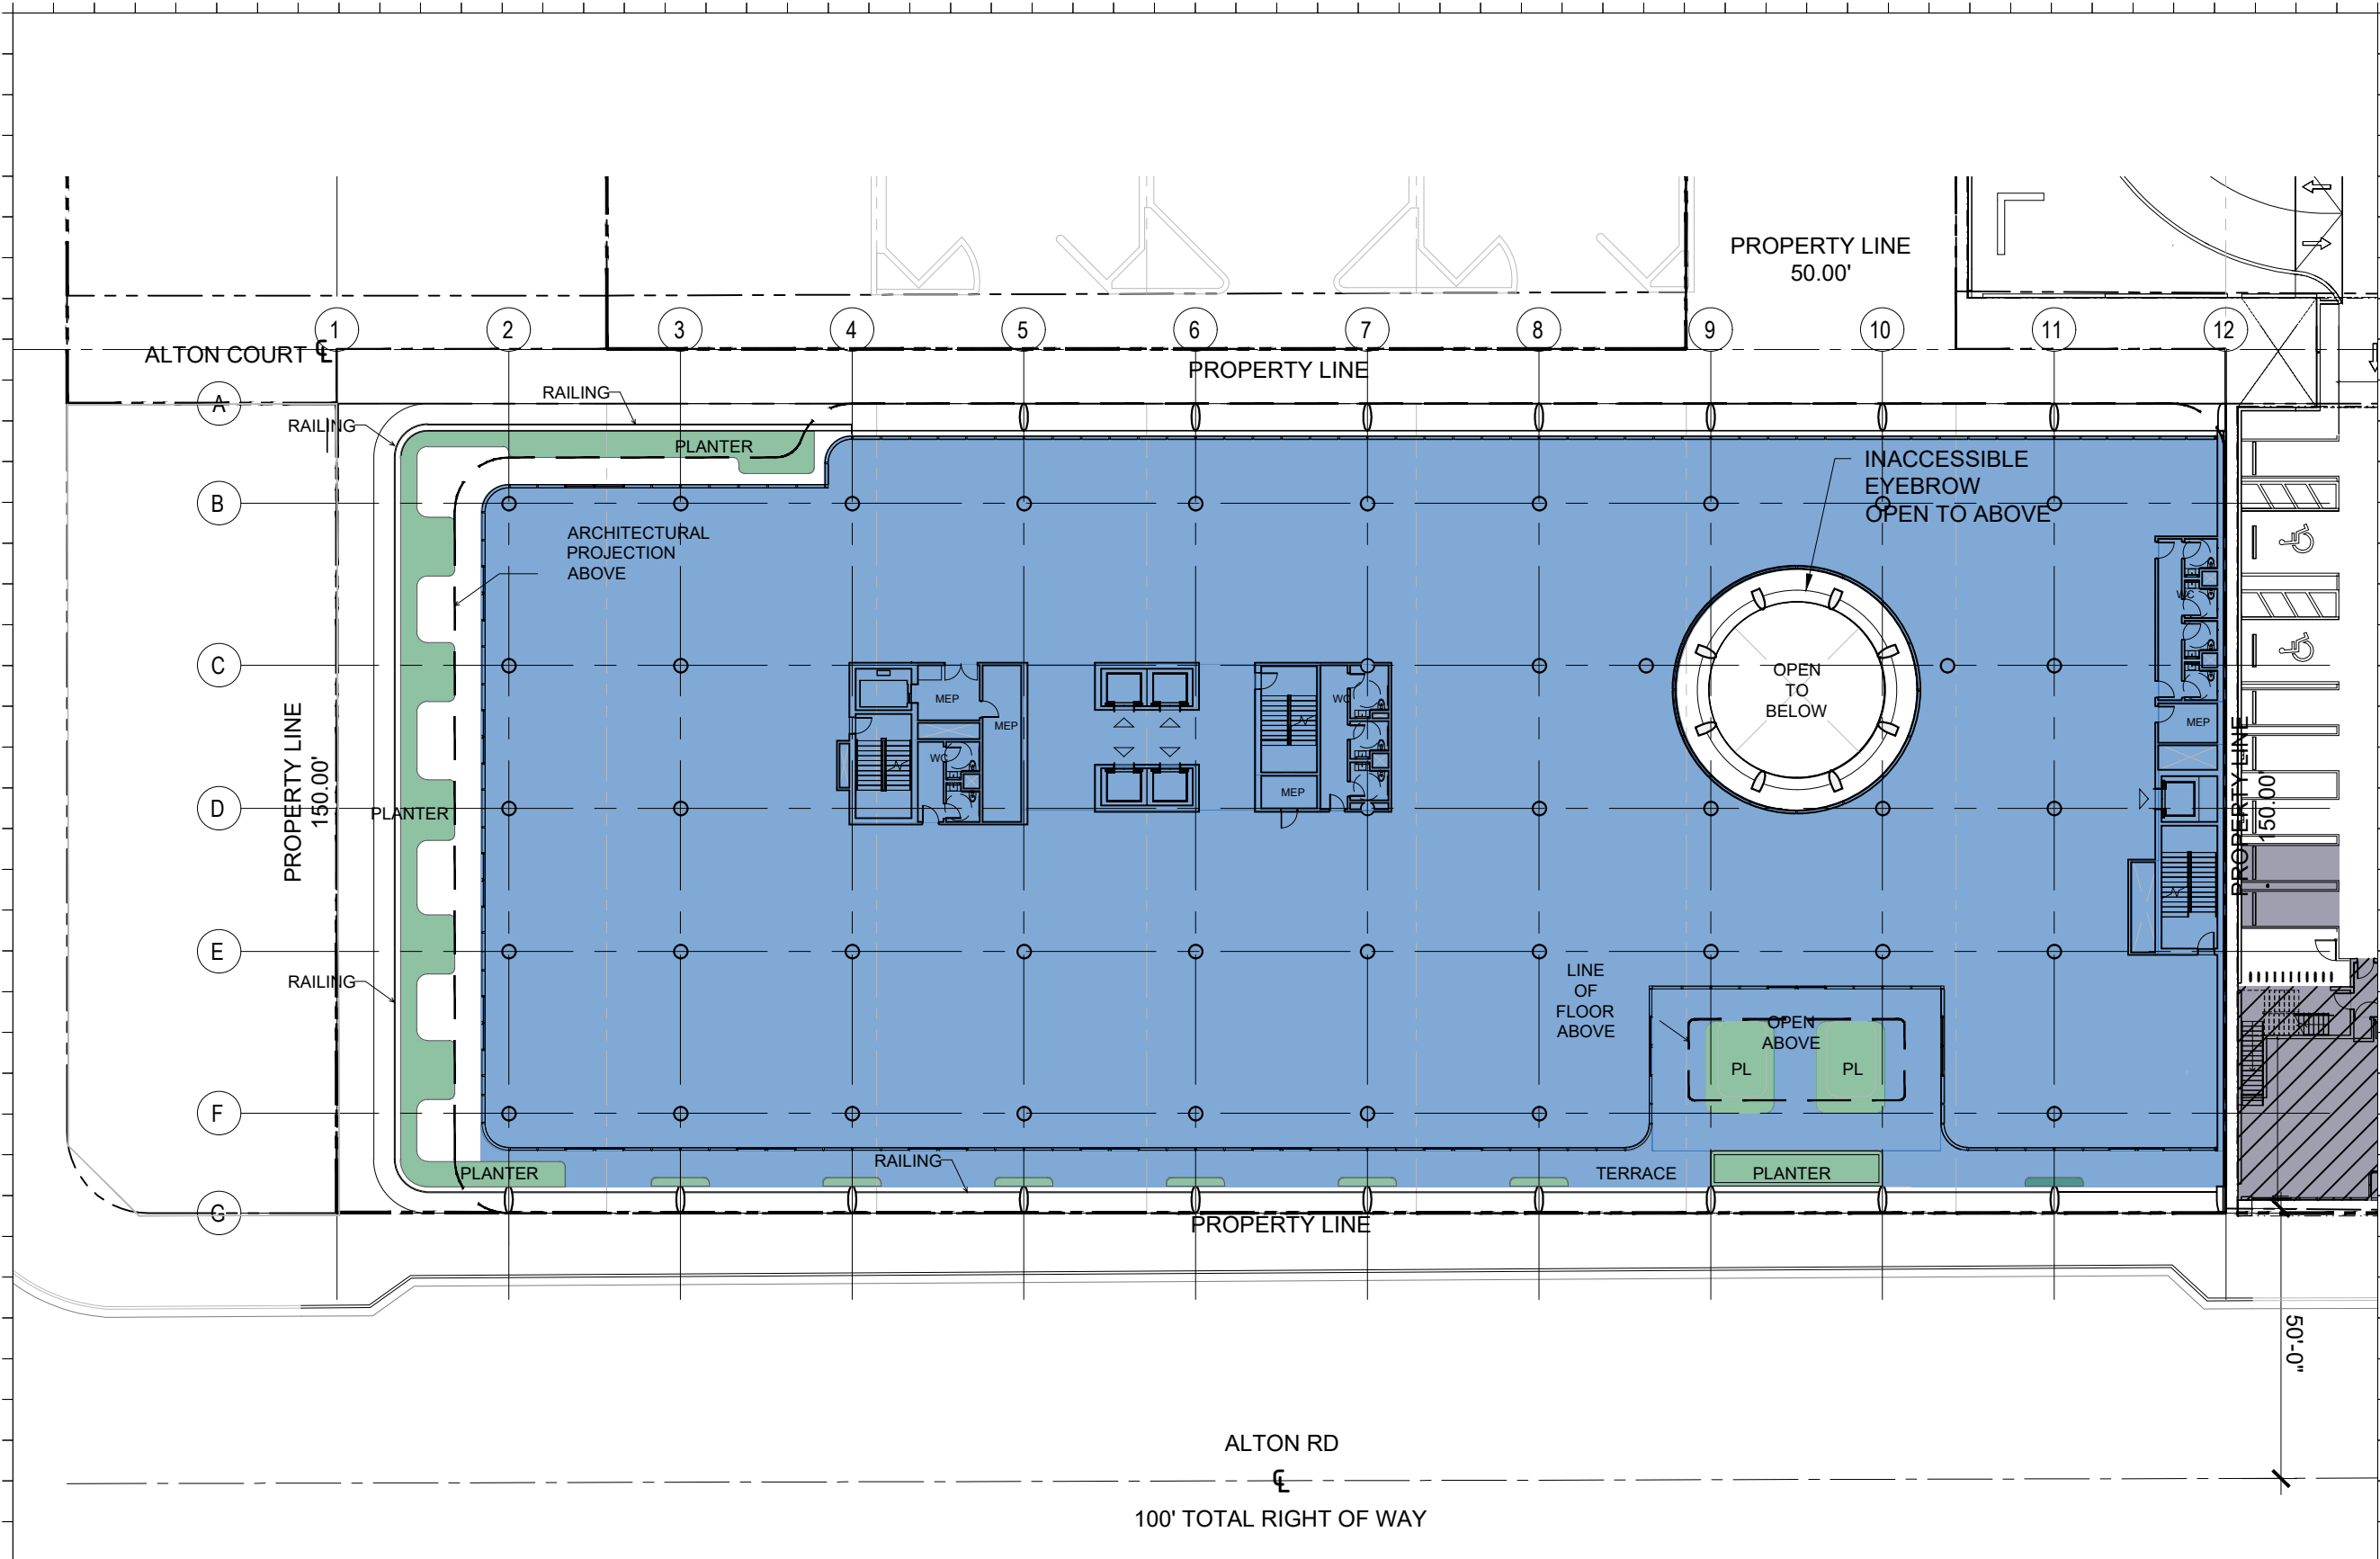 PROPERTY LINE
50.00'
1
2
3
4
5
6
7
8
9
10
11
12
ALTON COURT ℄
PROPERTY LINE
A
RAILING
RAILING
PLANTER
INACCESSIBLE
EYEBROW
OPEN TO ABOVE
B
ARCHITECTURAL
PROJECTION
ABOVE
WC
C
OPEN
TO
BELOW
MEP
MEP
WC
WC
MEP
MEP
PROPERTY LINE
150.00'
PROPERTY LINE
150.00'
D
PLANTER
E
RAILING
LINE
OF
FLOOR
ABOVE
OPEN
ABOVE
PL
PL
F
RAILING
PLANTER
TERRACE
PLANTER
G
PROPERTY LINE
50'-0"
ALTON RD
℄
100' TOTAL RIGHT OF WAY